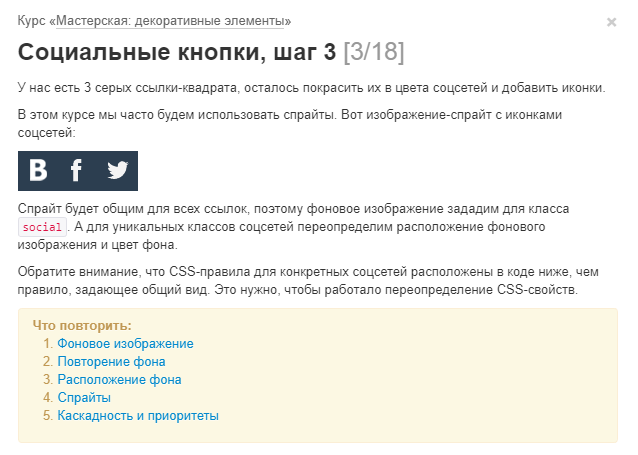 Курс «Мастерская: декоративные элементы»
×
Социальные кнопки, шаг 3 [3/18]
У нас есть 3 серых ссылки-квадрата, осталось покрасить их в цвета соцсетей и добавить иконки.
В этом курсе мы часто будем использовать спрайты. Вот изображение-спрайт с иконками
соцсетей:
В f
Спрайт будет общим для всех ссылок, поэтому фоновое изображение зададим для класса
social. А для уникальных классов соцсетей переопределим расположение фонового
изображения и цвет фона.
Обратите внимание, что CSS-правила для конкретных соцсетей расположены в коде ниже, чем
правило, задающее общий вид. Это нужно, чтобы работало переопределение CSS-свойств.
Что повторить:
1. Фоновое изображение
2. Повторение фона
3. Расположение фона
4. Спрайты
5. Каскадность и приоритеты